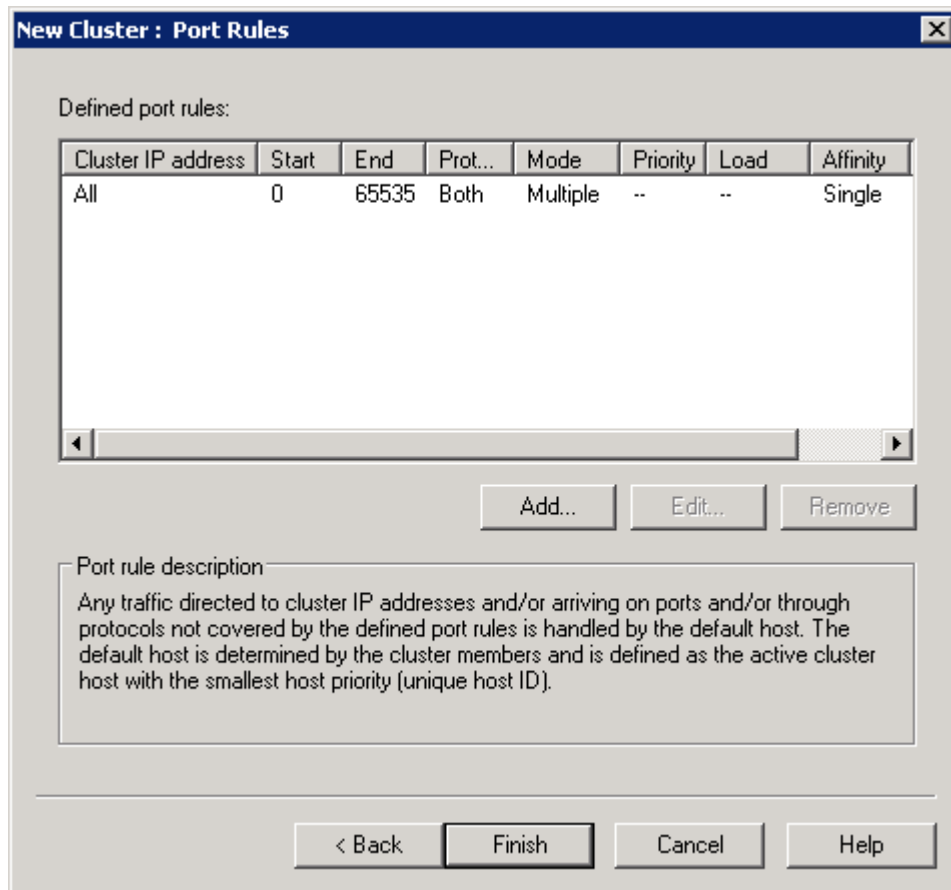 New Cluster : Port Rules
Defined port rules:
Cluster IP address Start End Prot... Mode Priority Load Affinity
All 0 65535 Both Multiple -- -- Single
Add... Edit... Remove
Port rule description
Any traffic directed to cluster IP addresses and/or arriving on ports and/or through
protocols not covered by the defined port rules is handled by the default host. The
default host is determined by the cluster members and is defined as the active cluster
host with the smallest host priority (unique host ID).
< Back Finish Cancel Help